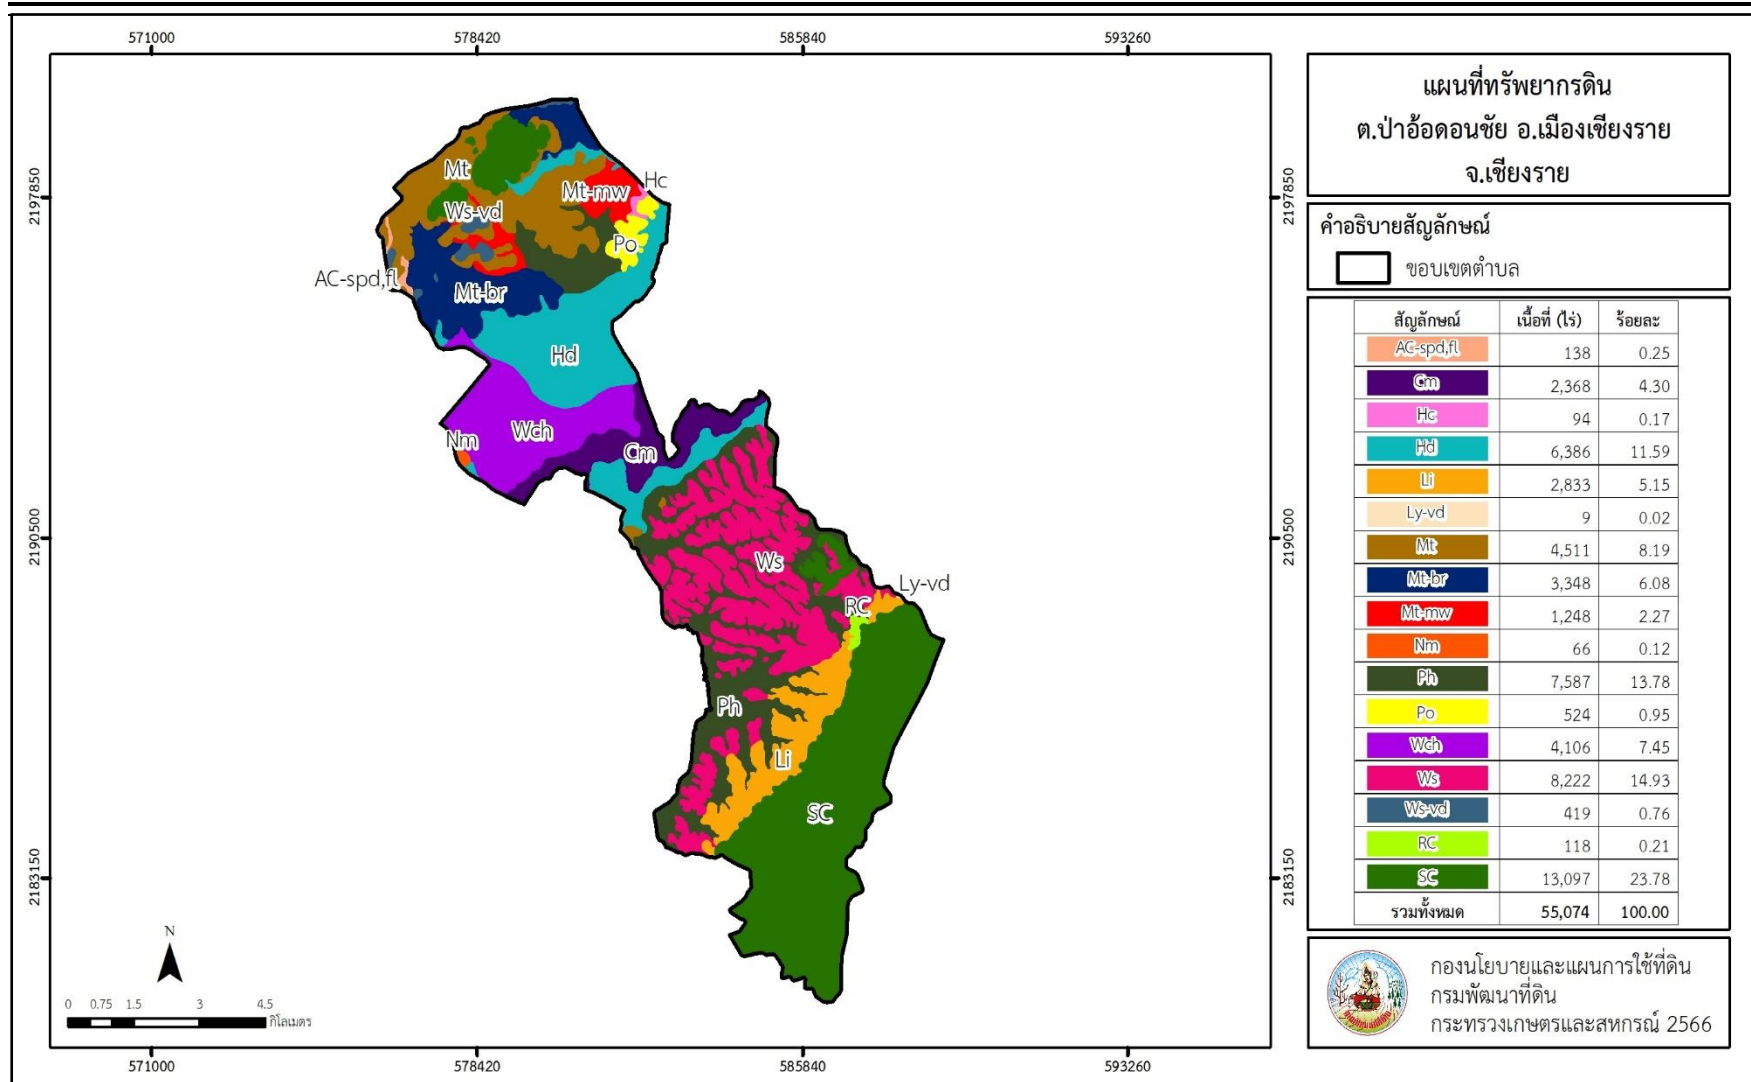 571000 578420 585840 593260
2197850 2197850
2190500 2190500
2183150 2183150
Mt
Mt-mw
Hc
Ws-vd
Po
AC-spd,fl
Mt-br
Hd
Wch
Nm
Cm
Ws
Ly-vd
RC
Ph
Li
SC
N
0 0.75 1.5 3 4.5
กิโลเมตร
571000 578420 585840 593260
แผนที่ทรัพยากรดิน
ต.ป่าอ้อดอนชัย อ.เมืองเชียงราย
จ.เชียงราย
คำอธิบายสัญลักษณ์
ขอบเขตตำบล
สัญลักษณ์ เนื้อที่ (ไร่) ร้อยละ
AC-spd,fl 138 0.25
Cm 2,368 4.30
Hc 94 0.17
Hd 6,386 11.59
Li 2,833 5.15
Ly-vd 9 0.02
Mt 4,511 8.19
Mt-br 3,348 6.08
Mt-mw 1,248 2.27
Nm 66 0.12
Ph 7,587 13.78
Po 524 0.95
Wch 4,106 7.45
Ws 8,222 14.93
Ws-vd 419 0.76
RC 118 0.21
SC 13,097 23.78
รวมทั้งหมด 55,074 100.00
กองนโยบายและแผนการใช้ที่ดิน
กรมพัฒนาที่ดิน
กระทรวงเกษตรและสหกรณ์ 2566